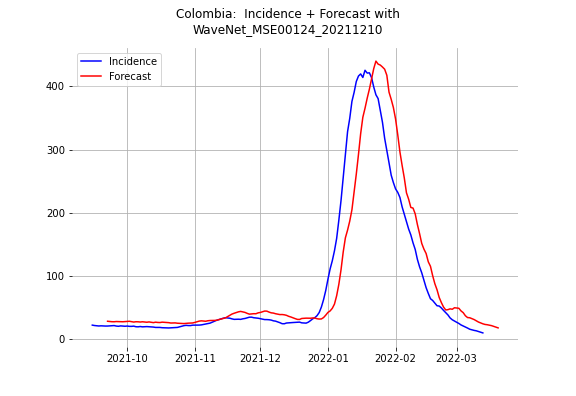 Colombia:  Incidence + Forecast with
WaveNet_MSE00124_20211210
Incidence
Forecast
400
300
200
100
0
2021-10 2021-11 2021-12 2022-01 2022-02 2022-03